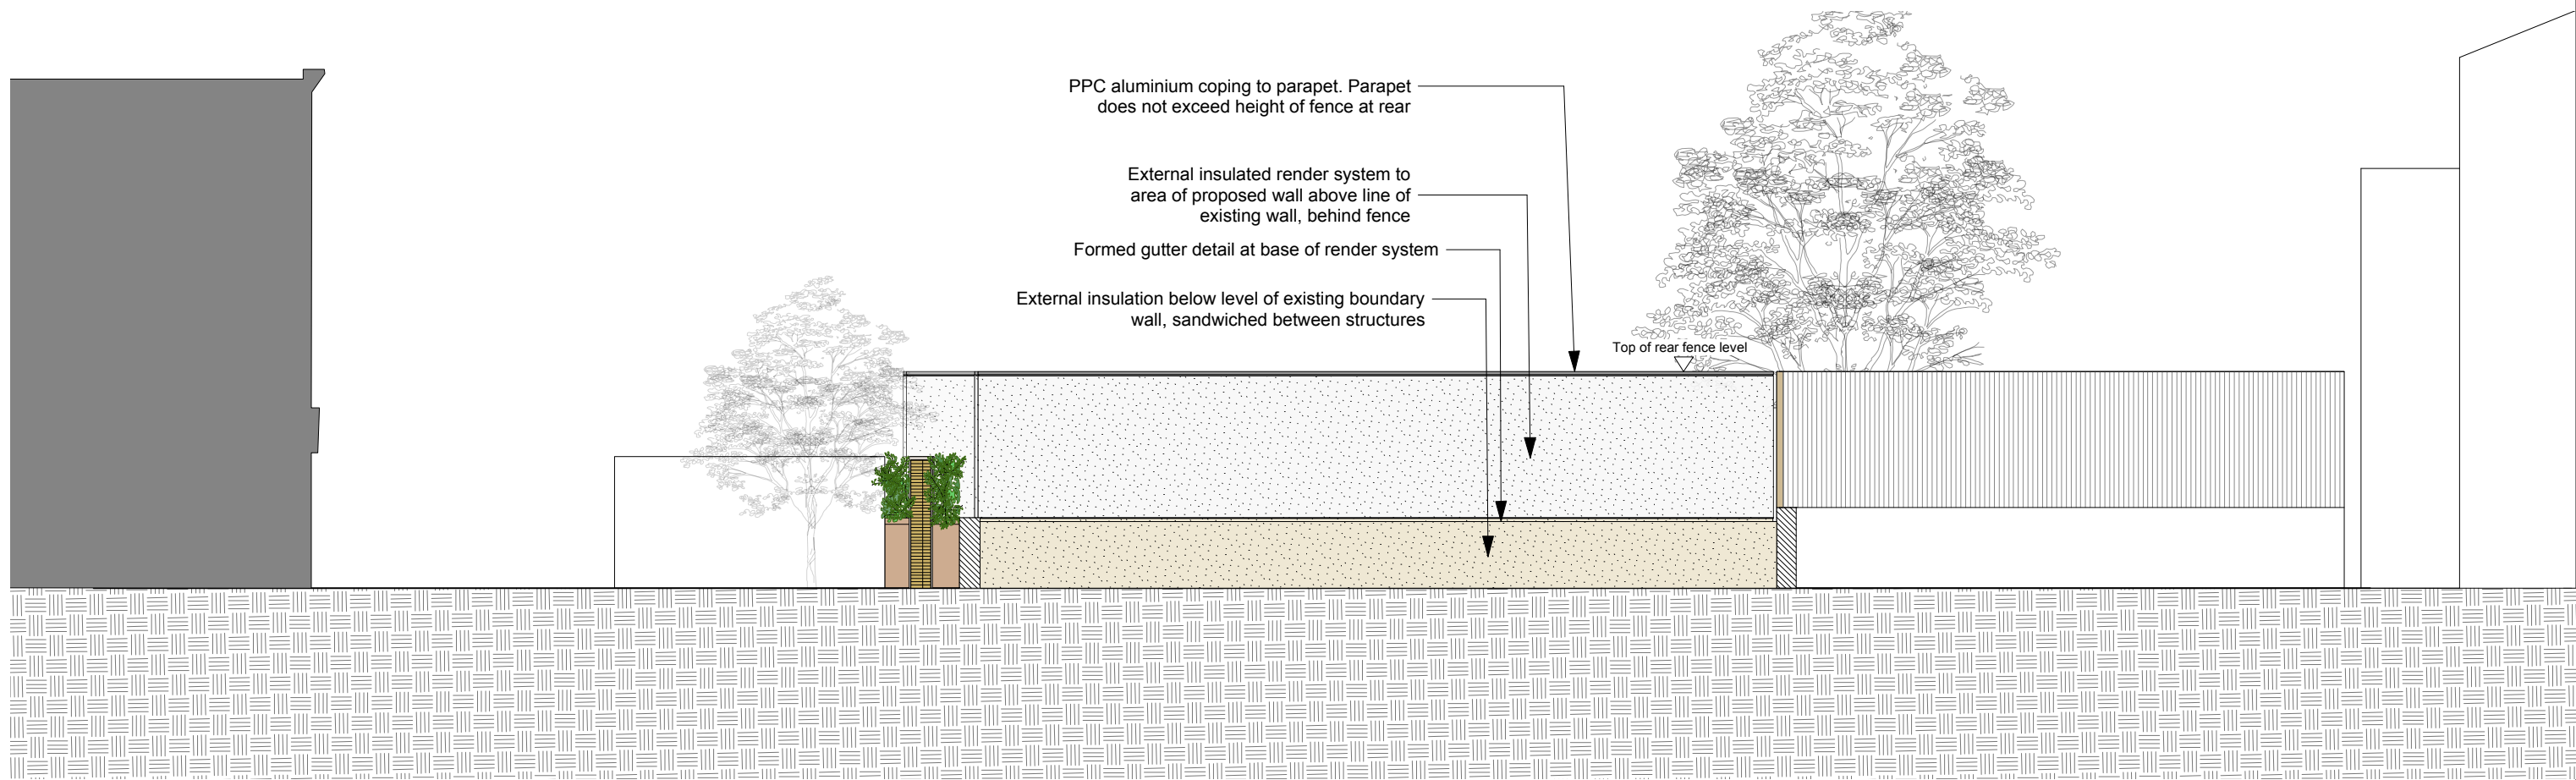 PPC aluminium coping to parapet. Parapet
does not exceed height of fence at rear
External insulated render system to
area of proposed wall above line of
existing wall, behind fence
Formed gutter detail at base of render system
External insulation below level of existing boundary
wall, sandwiched between structures
Top of rear fence level